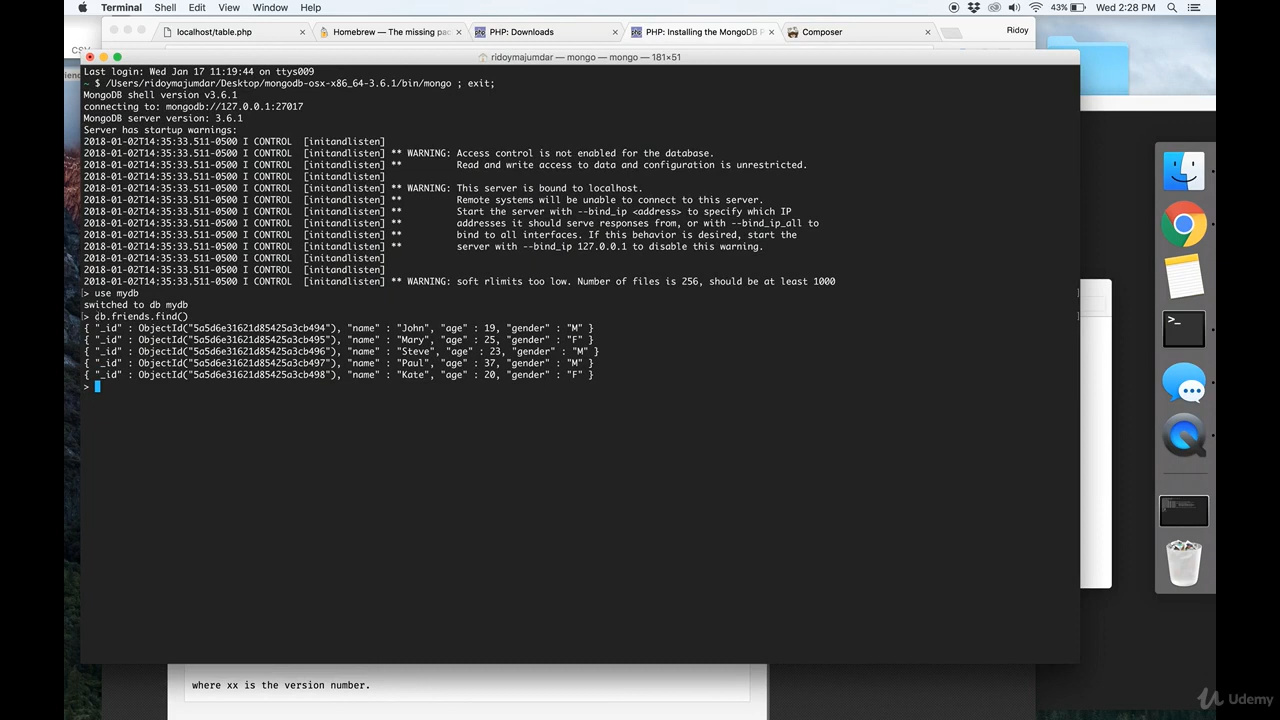 Terminal Shell Edit View Window Help 43% Wed 2:28 PM
localhost/table.php Homebrew — The missing pac PHP: Downloads PHP: Installing the MongoDB P Composer Ridoy
CSV
ridoymajumdar — mongo — mongo — 181×51
Last login: Wed Jan 17 11:19:44 on ttys009
~ $ /Users/ridoymajumdar/Desktop/mongodb-osx-x86_64-3.6.1/bin/mongo ; exit;
MongoDB shell version v3.6.1
connecting to: mongodb://127.0.0.1:27017
MongoDB server version: 3.6.1
Server has startup warnings:
2018-01-02T14:35:33.511-0500 I CONTROL  [initandlisten]
2018-01-02T14:35:33.511-0500 I CONTROL  [initandlisten] ** WARNING: Access control is not enabled for the database.
2018-01-02T14:35:33.511-0500 I CONTROL  [initandlisten] **          Read and write access to data and configuration is unrestricted.
2018-01-02T14:35:33.511-0500 I CONTROL  [initandlisten]
2018-01-02T14:35:33.511-0500 I CONTROL  [initandlisten] ** WARNING: This server is bound to localhost.
2018-01-02T14:35:33.511-0500 I CONTROL  [initandlisten] **          Remote systems will be unable to connect to this server.
2018-01-02T14:35:33.511-0500 I CONTROL  [initandlisten] **          Start the server with --bind_ip <address> to specify which IP
2018-01-02T14:35:33.511-0500 I CONTROL  [initandlisten] **          addresses it should serve responses from, or with --bind_ip_all to
2018-01-02T14:35:33.511-0500 I CONTROL  [initandlisten] **          bind to all interfaces. If this behavior is desired, start the
2018-01-02T14:35:33.511-0500 I CONTROL  [initandlisten] **          server with --bind_ip 127.0.0.1 to disable this warning.
2018-01-02T14:35:33.511-0500 I CONTROL  [initandlisten]
2018-01-02T14:35:33.511-0500 I CONTROL  [initandlisten]
2018-01-02T14:35:33.511-0500 I CONTROL  [initandlisten] ** WARNING: soft rlimits too low. Number of files is 256, should be at least 1000
> use mydb
switched to db mydb
> db.friends.find()
{ "_id" : ObjectId("5a5d6e31621d85425a3cb494"), "name" : "John", "age" : 19, "gender" : "M" }
{ "_id" : ObjectId("5a5d6e31621d85425a3cb495"), "name" : "Mary", "age" : 25, "gender" : "F" }
{ "_id" : ObjectId("5a5d6e31621d85425a3cb496"), "name" : "Steve", "age" : 23, "gender" : "M" }
{ "_id" : ObjectId("5a5d6e31621d85425a3cb497"), "name" : "Paul", "age" : 37, "gender" : "M" }
{ "_id" : ObjectId("5a5d6e31621d85425a3cb498"), "name" : "Kate", "age" : 20, "gender" : "F" }
>
where xx is the version number.
Udemy